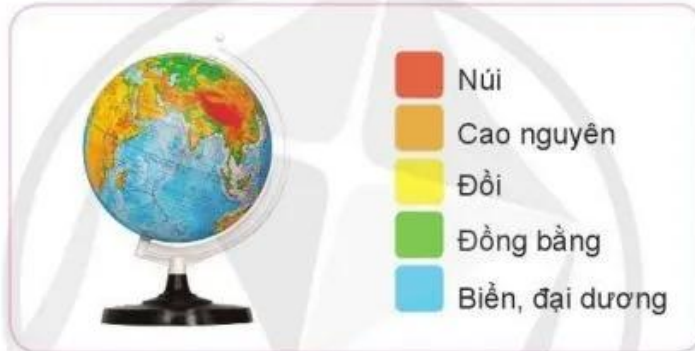 Núi
Cao nguyên
Đồi
Đồng bằng
Biển, đại dương